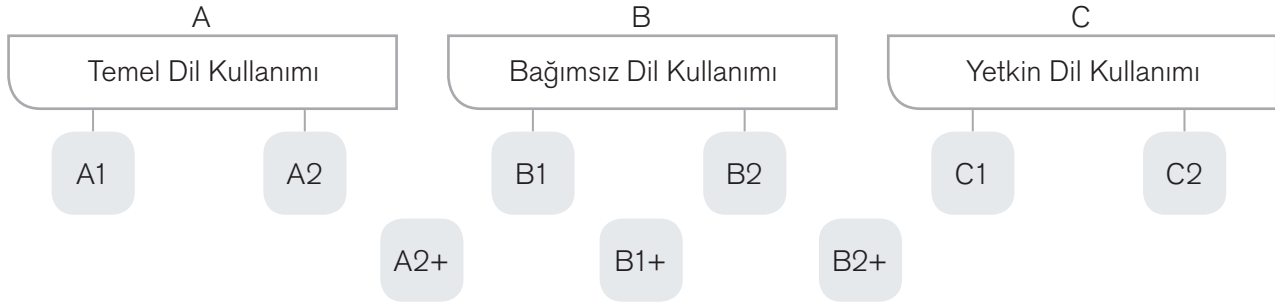 A B C
Temel Dil Kullanımı Bağımsız Dil Kullanımı Yetkin Dil Kullanımı
A1 A2 B1 B2 C1 C2
A2+ B1+ B2+